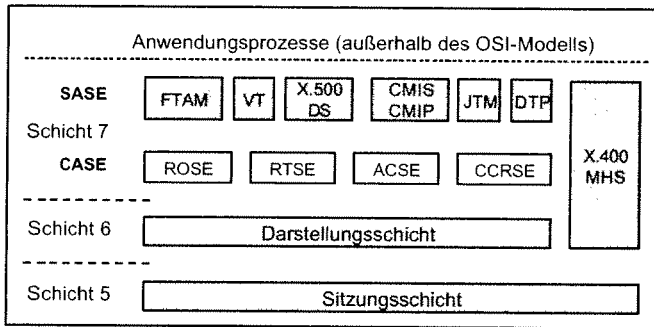 Anwendungsprozesse (außerhalb des OSI-Modells)
SASE
FTAM
VT
X.500
DS
CMIS
CMIP
JTM
DTP
Schicht 7
X.400
MHS
CASE
ROSE
RTSE
ACSE
CCRSE
Schicht 6
Darstellungsschicht
Schicht 5
Sitzungsschicht